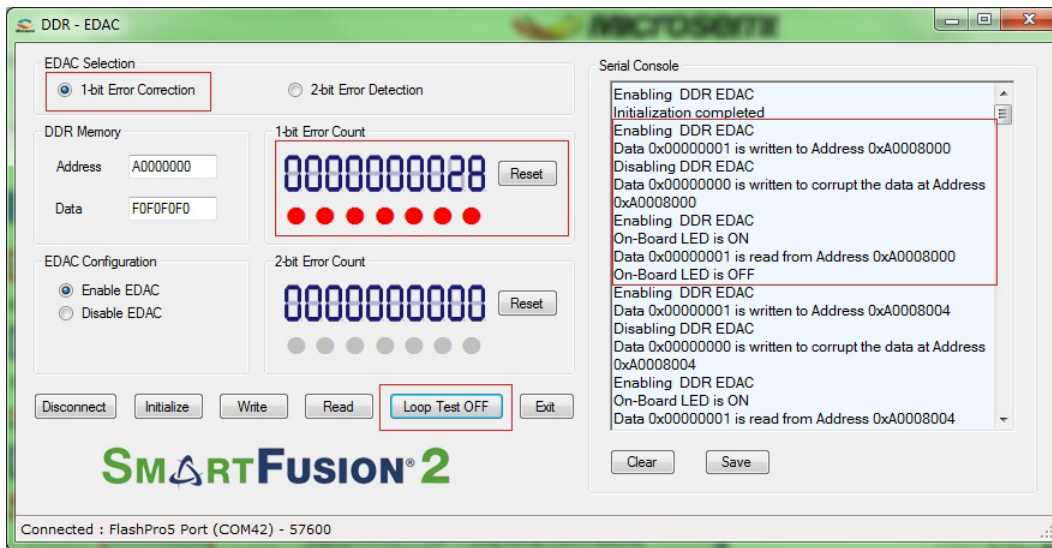 DDR - EDAC
Microsemi
EDAC Selection
1-bit Error Correction
2-bit Error Detection
DDR Memory
Address
A0000000
Data
F0F0F0F0
1-bit Error Count
0000000028
Reset
EDAC Configuration
Enable EDAC
Disable EDAC
2-bit Error Count
0000000000
Reset
Disconnect
Initialize
Write
Read
Loop Test OFF
Exit
SMARTFUSION® 2
Serial Console
Enabling DDR EDAC
Initialization completed
Enabling DDR EDAC
Data 0x00000001 is written to Address 0xA0008000
Disabling DDR EDAC
Data 0x00000000 is written to corrupt the data at Address
0xA0008000
Enabling DDR EDAC
On-Board LED is ON
Data 0x00000001 is read from Address 0xA0008000
On-Board LED is OFF
Enabling DDR EDAC
Data 0x00000001 is written to Address 0xA0008004
Disabling DDR EDAC
Data 0x00000000 is written to corrupt the data at Address
0xA0008004
Enabling DDR EDAC
On-Board LED is ON
Data 0x00000001 is read from Address 0xA0008004
Clear
Save
Connected : FlashPro5 Port (COM42) - 57600